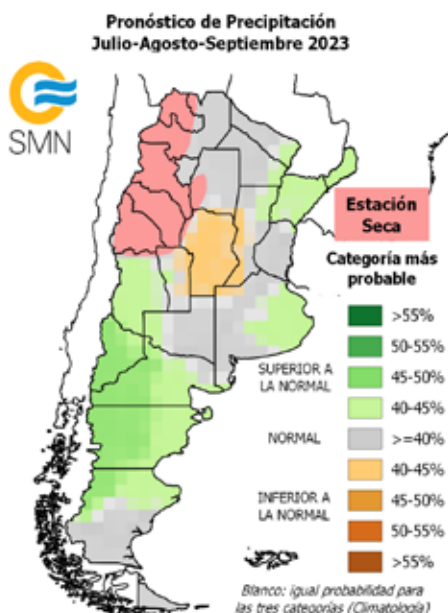 Pronóstico de Precipitación
Julio-Agosto-Septiembre 2023
SMN
Estación
Seca
Categoría más
probable
>55%
50-55%
SUPERIOR A
LA NORMAL
45-50%
40-45%
NORMAL
>=40%
40-45%
INFERIOR A
LA NORMAL
45-50%
50-55%
>55%
Blanco: igual probabilidad para
las tres categorías (Climatología)